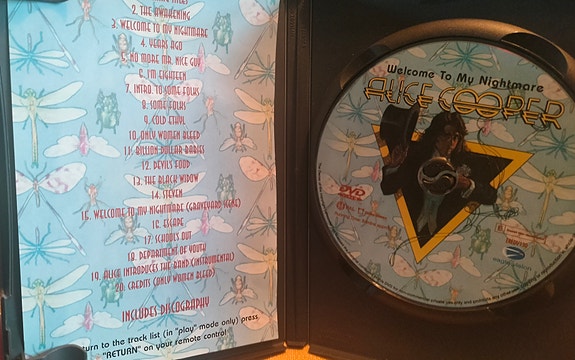 2. THE AWAKENING
3. WELCOME TO MY NIGHTMARE
4. YEARS AGO
5. NO MORE MR. NICE GUY
6. I'M EIGHTEEN
7. INTRO. TO SOME FOLKS
8. SOME FOLKS
9. COLD ETHYL
10. ONLY WOMEN BLEED
11. BILLION DOLLAR BABIES
12. DEVILS FOOD
13. THE BLACK WIDOW
14. STEVEN
15. WELCOME TO MY NIGHTMARE (GRAVEYARD SCENE)
16. ESCAPE
17. SCHOOLS OUT
18. DEPARTMENT OF YOUTH
19. ALICE INTRODUCES THE BAND (INSTRUMENTAL)
20. CREDITS (ONLY WOMEN BLEED)
INCLUDES DISCOGRAPHY
turn to the track list (in "play" mode only) press
"RETURN" on your remote control
Welcome To My Nightmare
ALICE COOPER
DVD